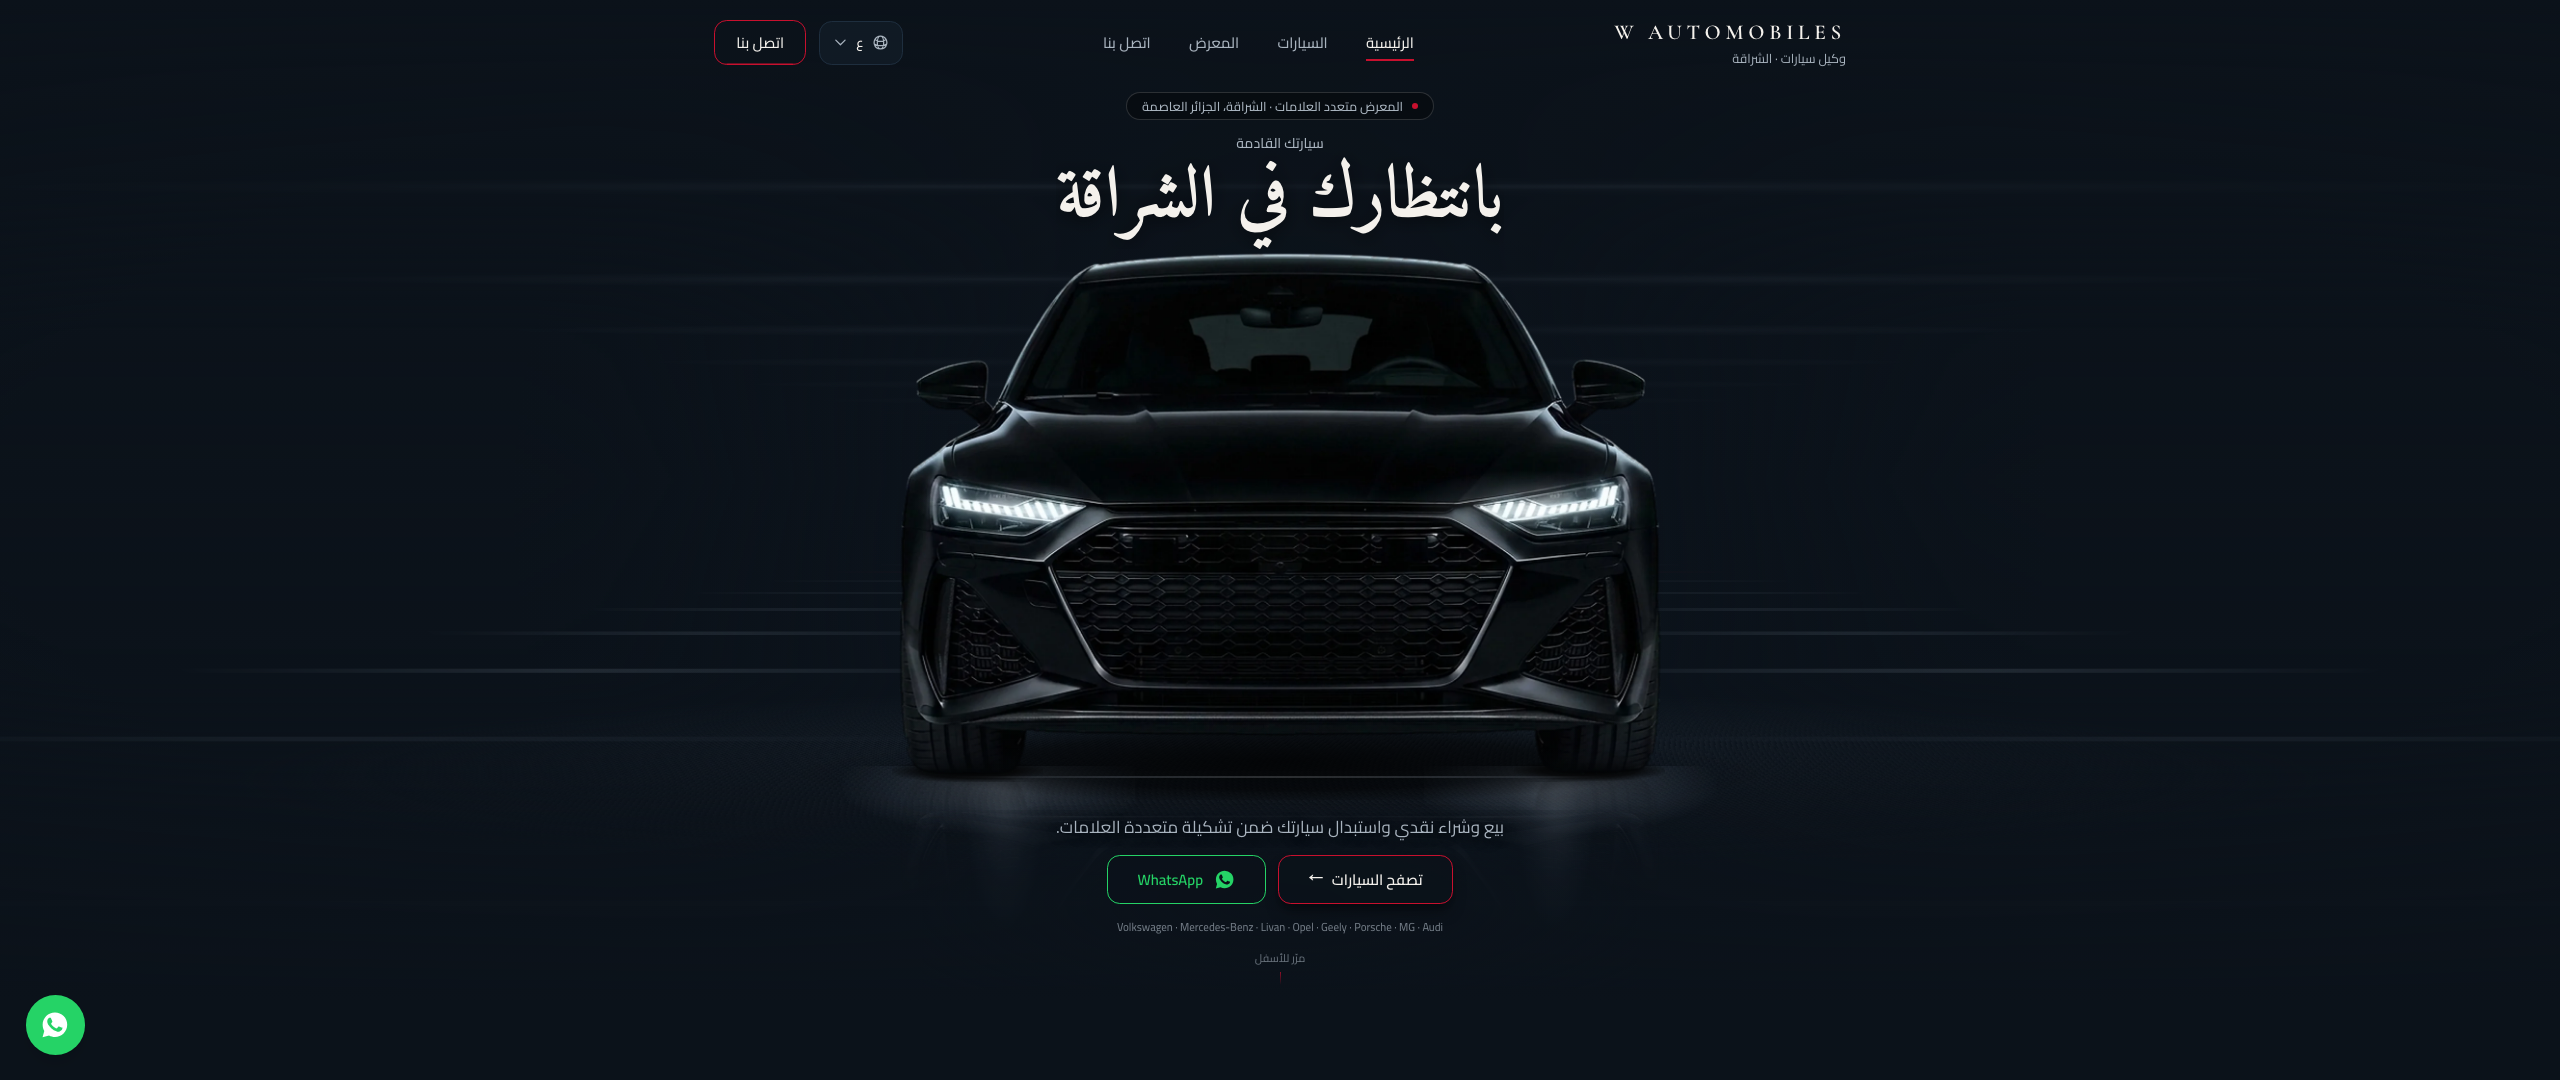 W AUTOMOBILES
وكيل سيارات · الشراقة
الرئيسية
السيارات
المعرض
اتصل بنا
ع
اتصل بنا
المعرض متعدد العلامات · الشراقة، الجزائر العاصمة
سيارتك القادمة
بانتظارك في الشراقة
بيع وشراء نقدي واستبدال سيارتك ضمن تشكيلة متعددة العلامات.
تصفح السيارات ←
WhatsApp
Volkswagen · Mercedes-Benz · Livan · Opel · Geely · Porsche · MG · Audi
مرّر للأسفل